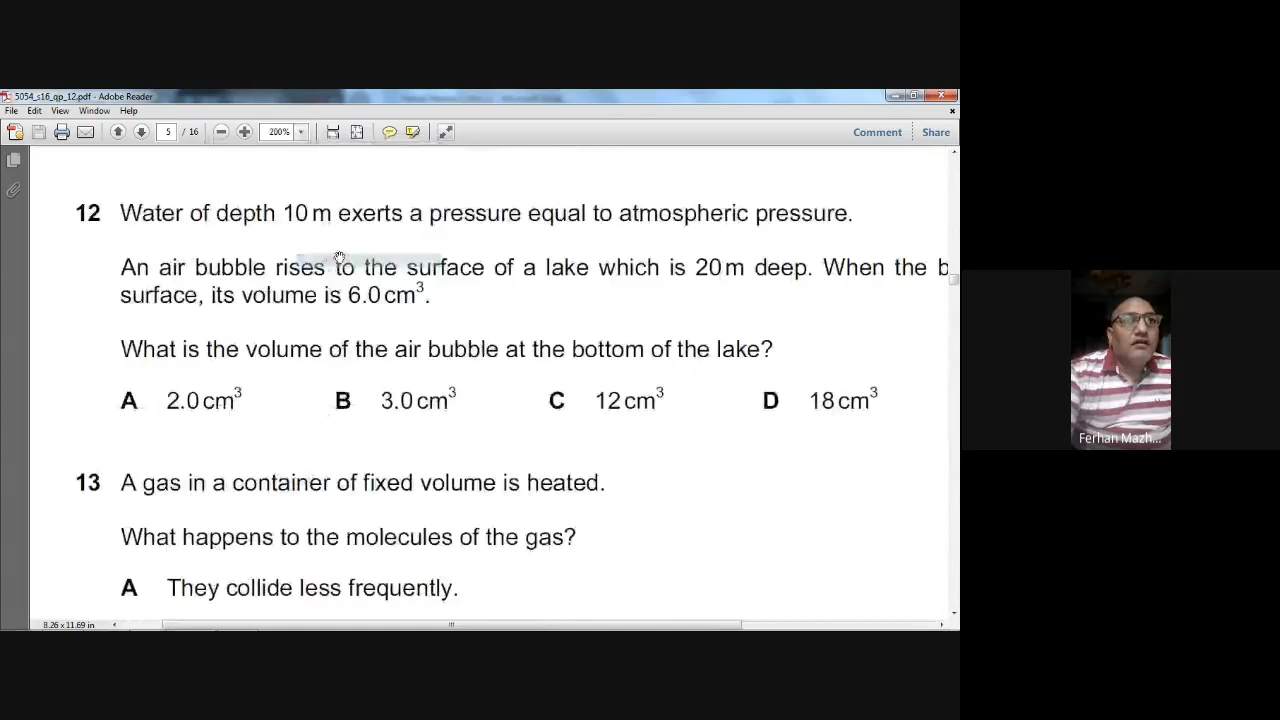 5054_s16_qp_12.pdf - Adobe Reader
File Edit View Window Help
5 / 16 200% Comment Share
12 Water of depth 10 m exerts a pressure equal to atmospheric pressure.
An air bubble rises to the surface of a lake which is 20 m deep. When the b
surface, its volume is 6.0 cm³.
What is the volume of the air bubble at the bottom of the lake?
A 2.0 cm³ B 3.0 cm³ C 12 cm³ D 18 cm³
13 A gas in a container of fixed volume is heated.
What happens to the molecules of the gas?
A They collide less frequently.
8.26 x 11.69 in
Ferhan Mazh...